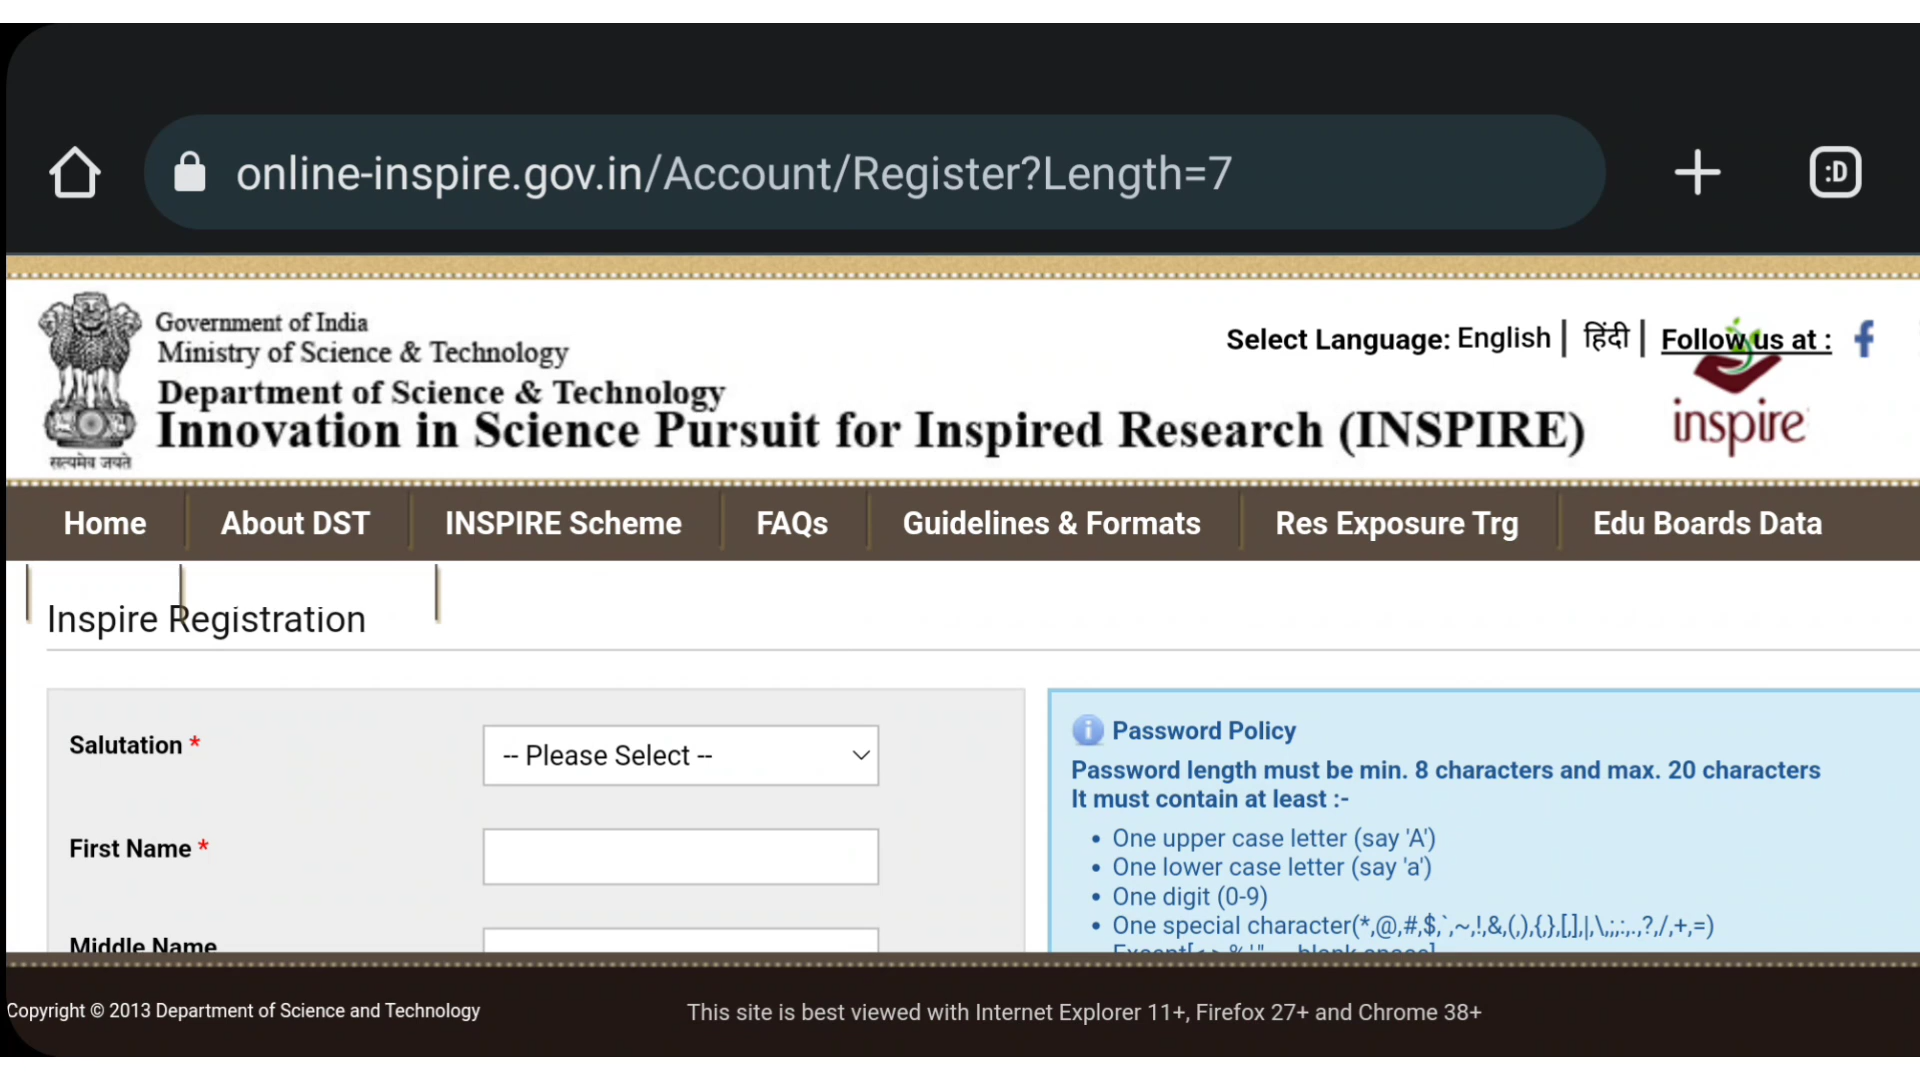 online-inspire.gov.in/Account/Register?Length=7
:D
Government of India
Ministry of Science & Technology
Department of Science & Technology
Innovation in Science Pursuit for Inspired Research (INSPIRE)
सत्यमेव जयते
Select Language: English | हिंदी | Follow us at :
inspire
Home About DST INSPIRE Scheme FAQs Guidelines & Formats Res Exposure Trg Edu Boards Data
Inspire Registration
Salutation *
-- Please Select --
First Name *
Middle Name
Password Policy
Password length must be min. 8 characters and max. 20 characters
It must contain at least :-
• One upper case letter (say 'A')
• One lower case letter (say 'a')
• One digit (0-9)
• One special character(*,@,#,$,`,~,!,&,(,),{,},[,],|,\,;,:,.,?,/,+,=)
blank space]
Copyright © 2013 Department of Science and Technology
This site is best viewed with Internet Explorer 11+, Firefox 27+ and Chrome 38+